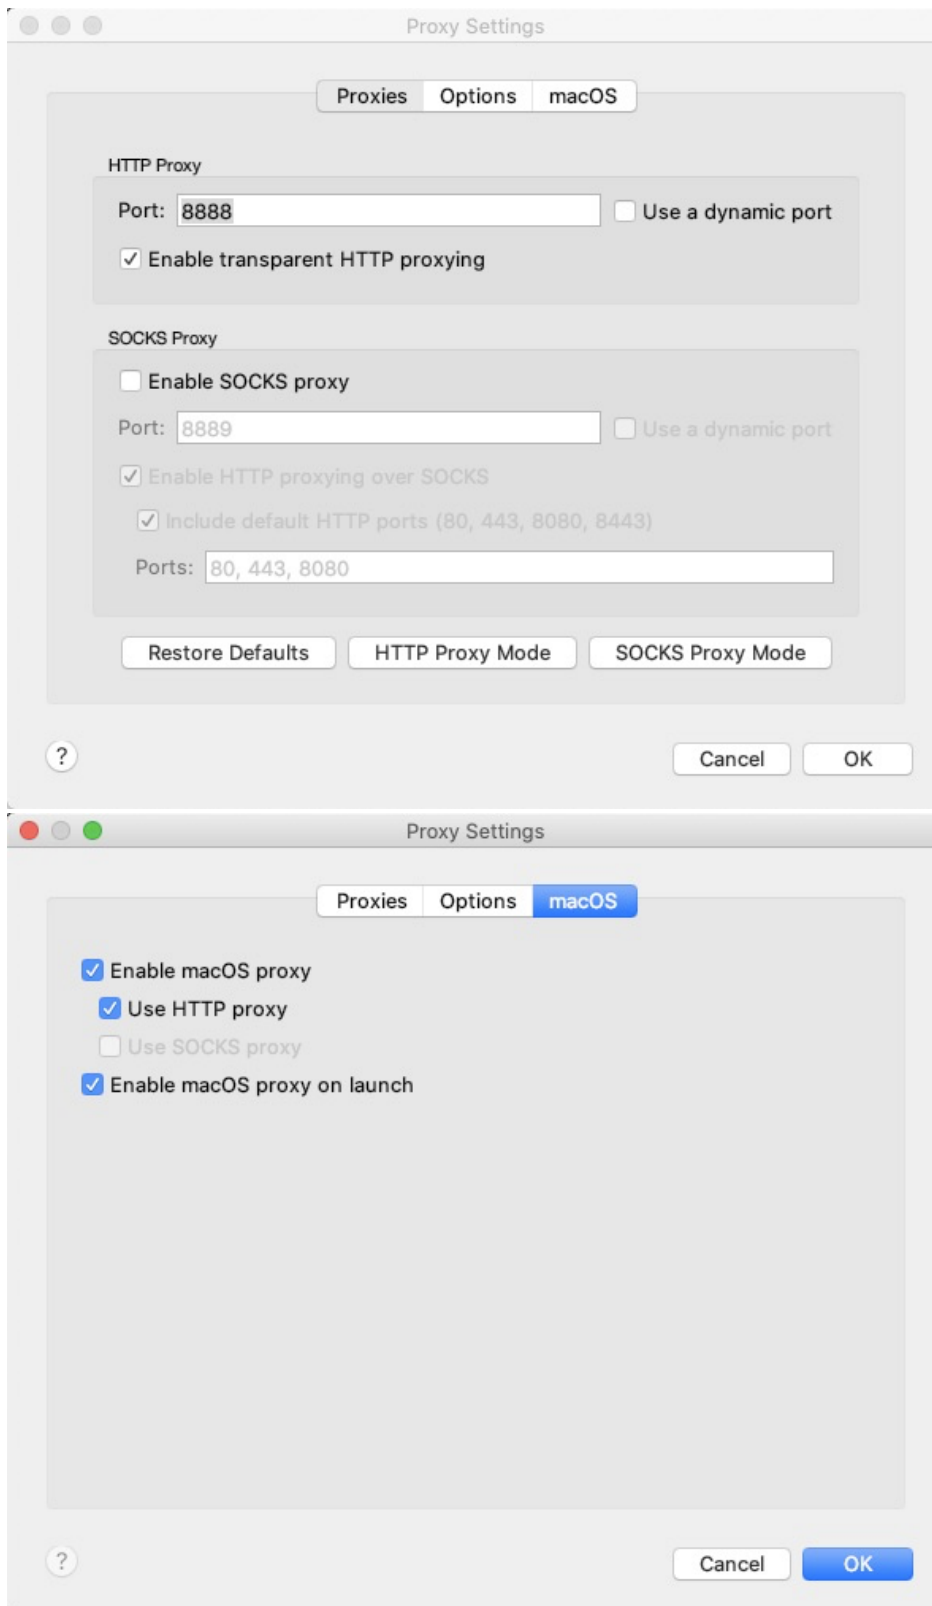 Proxy Settings
Proxies Options macOS
HTTP Proxy
Port: 8888 Use a dynamic port
Enable transparent HTTP proxying
SOCKS Proxy
Enable SOCKS proxy
Port: 8889 Use a dynamic port
Enable HTTP proxying over SOCKS
Include default HTTP ports (80, 443, 8080, 8443)
Ports: 80, 443, 8080
Restore Defaults HTTP Proxy Mode SOCKS Proxy Mode
? Cancel OK
Proxy Settings
Proxies Options macOS
Enable macOS proxy
Use HTTP proxy
Use SOCKS proxy
Enable macOS proxy on launch
? Cancel OK